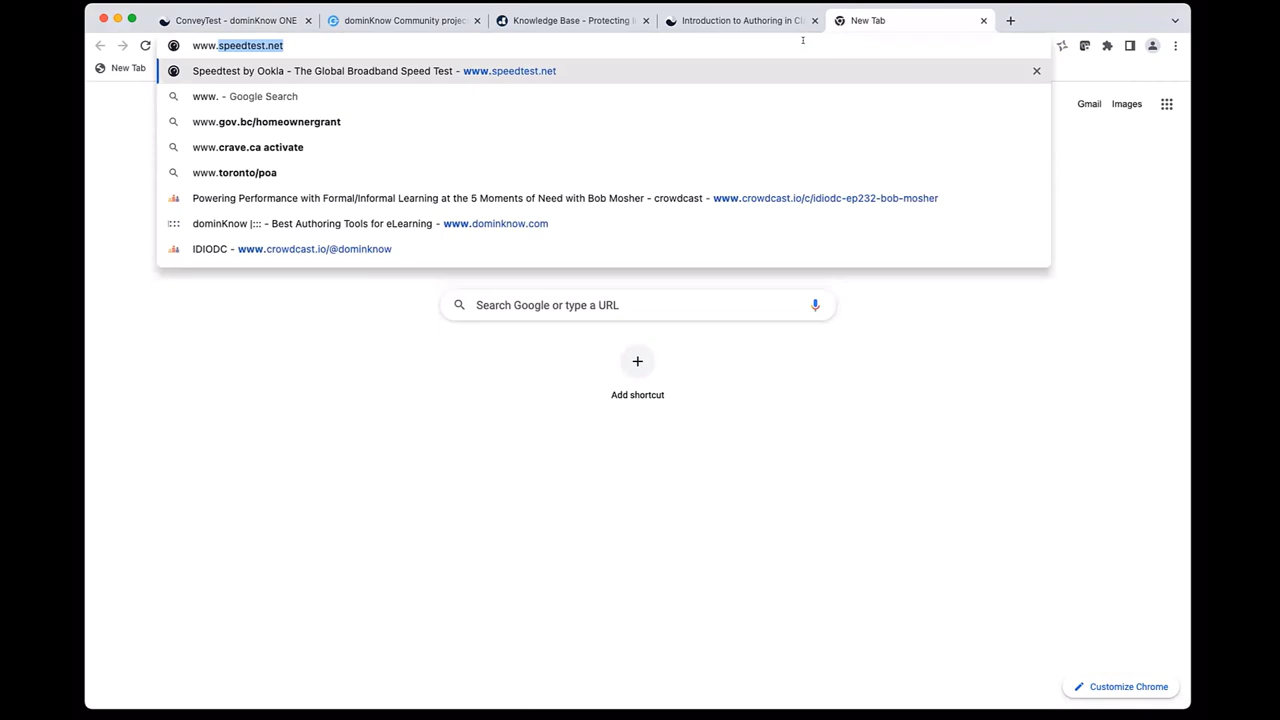 ConveyTest - dominKnow ONE
dominKnow Community projec
Knowledge Base - Protecting
Introduction to Authoring in
New Tab
www.speedtest.net
New Tab
Speedtest by Ookla - The Global Broadband Speed Test - www.speedtest.net
www. - Google Search
www.gov.bc/homeownergrant
www.crave.ca activate
www.toronto/poa
Powering Performance with Formal/Informal Learning at the 5 Moments of Need with Bob Mosher - crowdcast - www.crowdcast.io/c/idiodc-ep232-bob-mosher
dominKnow |::: - Best Authoring Tools for eLearning - www.dominknow.com
IDIODC - www.crowdcast.io/@dominknow
Gmail Images
Search Google or type a URL
Add shortcut
Customize Chrome